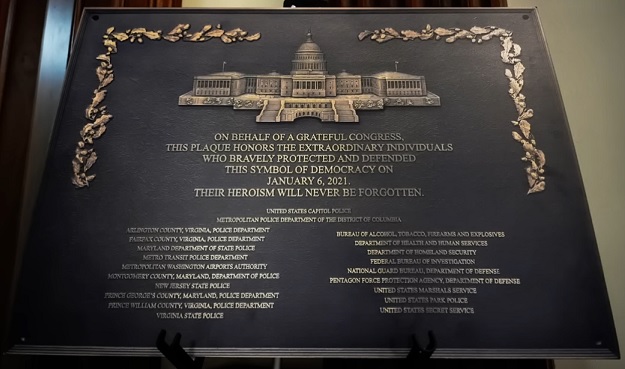 ON BEHALF OF A GRATEFUL CONGRESS,
THIS PLAQUE HONORS THE EXTRAORDINARY INDIVIDUALS
WHO BRAVELY PROTECTED AND DEFENDED
THIS SYMBOL OF DEMOCRACY ON
JANUARY 6, 2021.
THEIR HEROISM WILL NEVER BE FORGOTTEN.
UNITED STATES CAPITOL POLICE
METROPOLITAN POLICE DEPARTMENT OF THE DISTRICT OF COLUMBIA
ARLINGTON COUNTY, VIRGINIA, POLICE DEPARTMENT
FAIRFAX COUNTY, VIRGINIA, POLICE DEPARTMENT
MARYLAND DEPARTMENT OF STATE POLICE
METRO TRANSIT POLICE DEPARTMENT
METROPOLITAN WASHINGTON AIRPORTS AUTHORITY
MONTGOMERY COUNTY, MARYLAND, DEPARTMENT OF POLICE
NEW JERSEY STATE POLICE
PRINCE GEORGE'S COUNTY, MARYLAND, POLICE DEPARTMENT
PRINCE WILLIAM COUNTY, VIRGINIA, POLICE DEPARTMENT
VIRGINIA STATE POLICE
BUREAU OF ALCOHOL, TOBACCO, FIREARMS AND EXPLOSIVES
DEPARTMENT OF HEALTH AND HUMAN SERVICES
DEPARTMENT OF HOMELAND SECURITY
FEDERAL BUREAU OF INVESTIGATION
NATIONAL GUARD BUREAU, DEPARTMENT OF DEFENSE
PENTAGON FORCE PROTECTION AGENCY, DEPARTMENT OF DEFENSE
UNITED STATES MARSHALS SERVICE
UNITED STATES PARK POLICE
UNITED STATES SECRET SERVICE